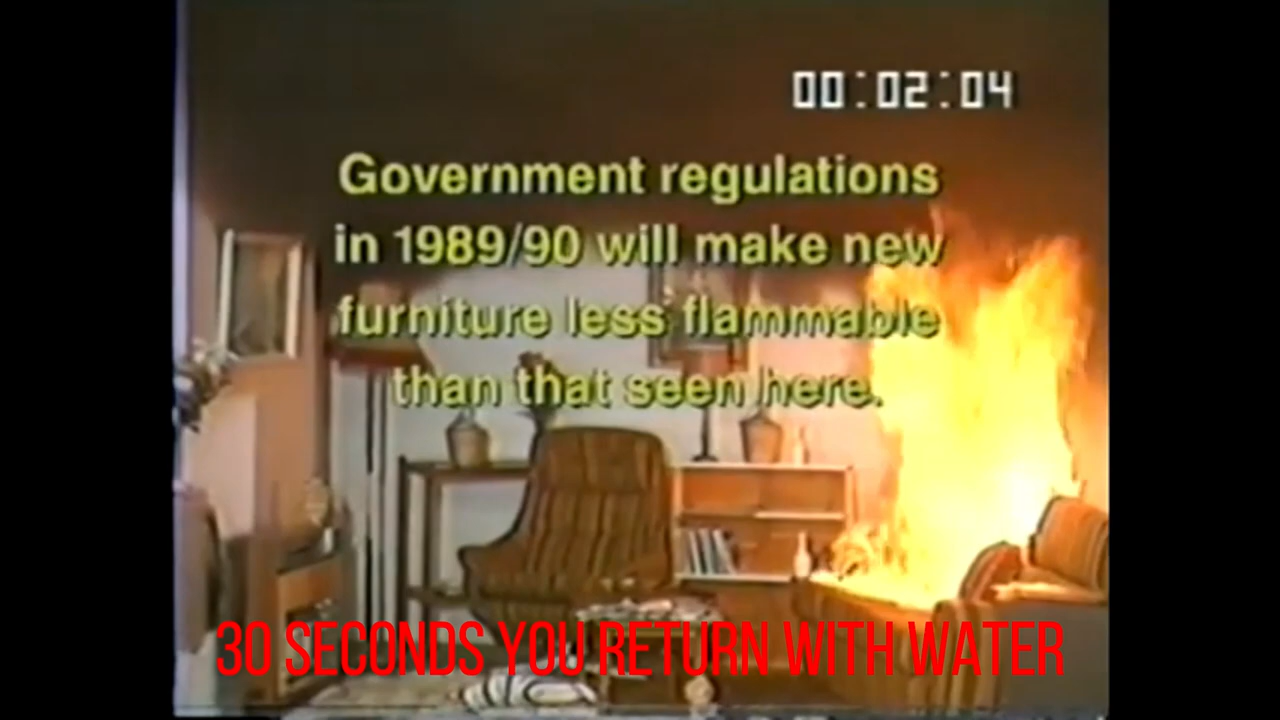 00:02:04
Government regulations
in 1989/90 will make new
furniture less flammable
than that seen here.
30 SECONDS YOU RETURN WITH WATER